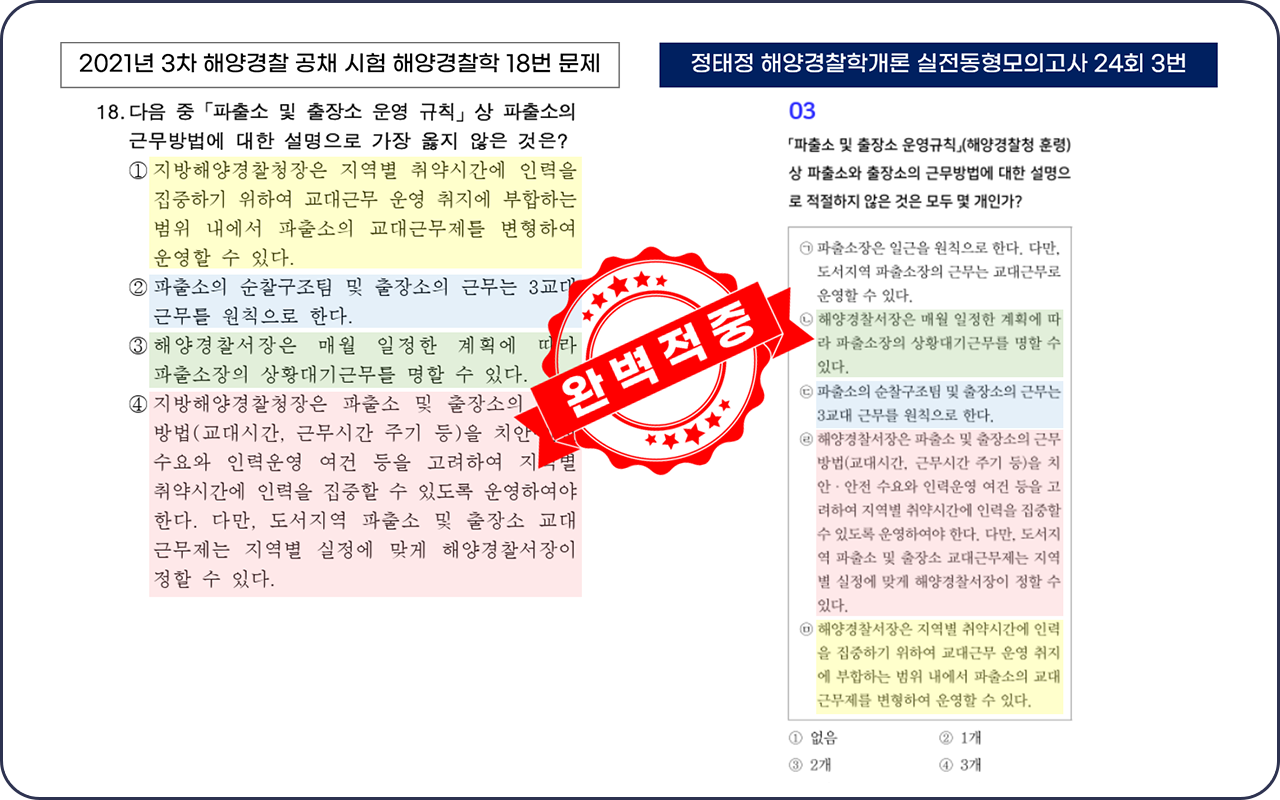 2021년 3차 해양경찰 공채 시험 해양경찰학 18번 문제
18. 다음 중 「파출소 및 출장소 운영 규칙」 상 파출소의
근무방법에 대한 설명으로 가장 옳지 않은 것은?
① 지방해양경찰청장은 지역별 취약시간에 인력을
집중하기 위하여 교대근무 운영 취지에 부합하는
범위 내에서 파출소의 교대근무제를 변형하여
운영할 수 있다.
② 파출소의 순찰구조팀 및 출장소의 근무는 3교대
근무를 원칙으로 한다.
③ 해양경찰서장은 매월 일정한 계획에 따라
파출소장의 상황대기근무를 명할 수 있다.
④ 지방해양경찰청장은 파출소 및 출장소의
방법(교대시간, 근무시간 주기 등)을 치안
수요와 인력운영 여건 등을 고려하여 지역별
취약시간에 인력을 집중할 수 있도록 운영하여야
한다. 다만, 도서지역 파출소 및 출장소 교대
근무제는 지역별 실정에 맞게 해양경찰서장이
정할 수 있다.
완벽적중
정태정 해양경찰학개론 실전동형모의고사 24회 3번
03
「파출소 및 출장소 운영규칙」(해양경찰청 훈령)
상 파출소와 출장소의 근무방법에 대한 설명으
로 적절하지 않은 것은 모두 몇 개인가?
㉠ 파출소장은 일근을 원칙으로 한다. 다만,
도서지역 파출소장의 근무는 교대근무로
운영할 수 있다.
㉡ 해양경찰서장은 매월 일정한 계획에 따
라 파출소장의 상황대기근무를 명할 수
있다.
㉢ 파출소의 순찰구조팀 및 출장소의 근무는
3교대 근무를 원칙으로 한다.
㉣ 해양경찰서장은 파출소 및 출장소의 근무
방법(교대시간, 근무시간 주기 등)을 치
안·안전 수요와 인력운영 여건 등을 고
려하여 지역별 취약시간에 인력을 집중할
수 있도록 운영하여야 한다. 다만, 도서지
역 파출소 및 출장소 교대근무제는 지역
별 실정에 맞게 해양경찰서장이 정할 수
있다.
㉤ 해양경찰서장은 지역별 취약시간에 인력
을 집중하기 위하여 교대근무 운영 취지
에 부합하는 범위 내에서 파출소의 교대
근무제를 변형하여 운영할 수 있다.
① 없음 ② 1개
③ 2개 ④ 3개